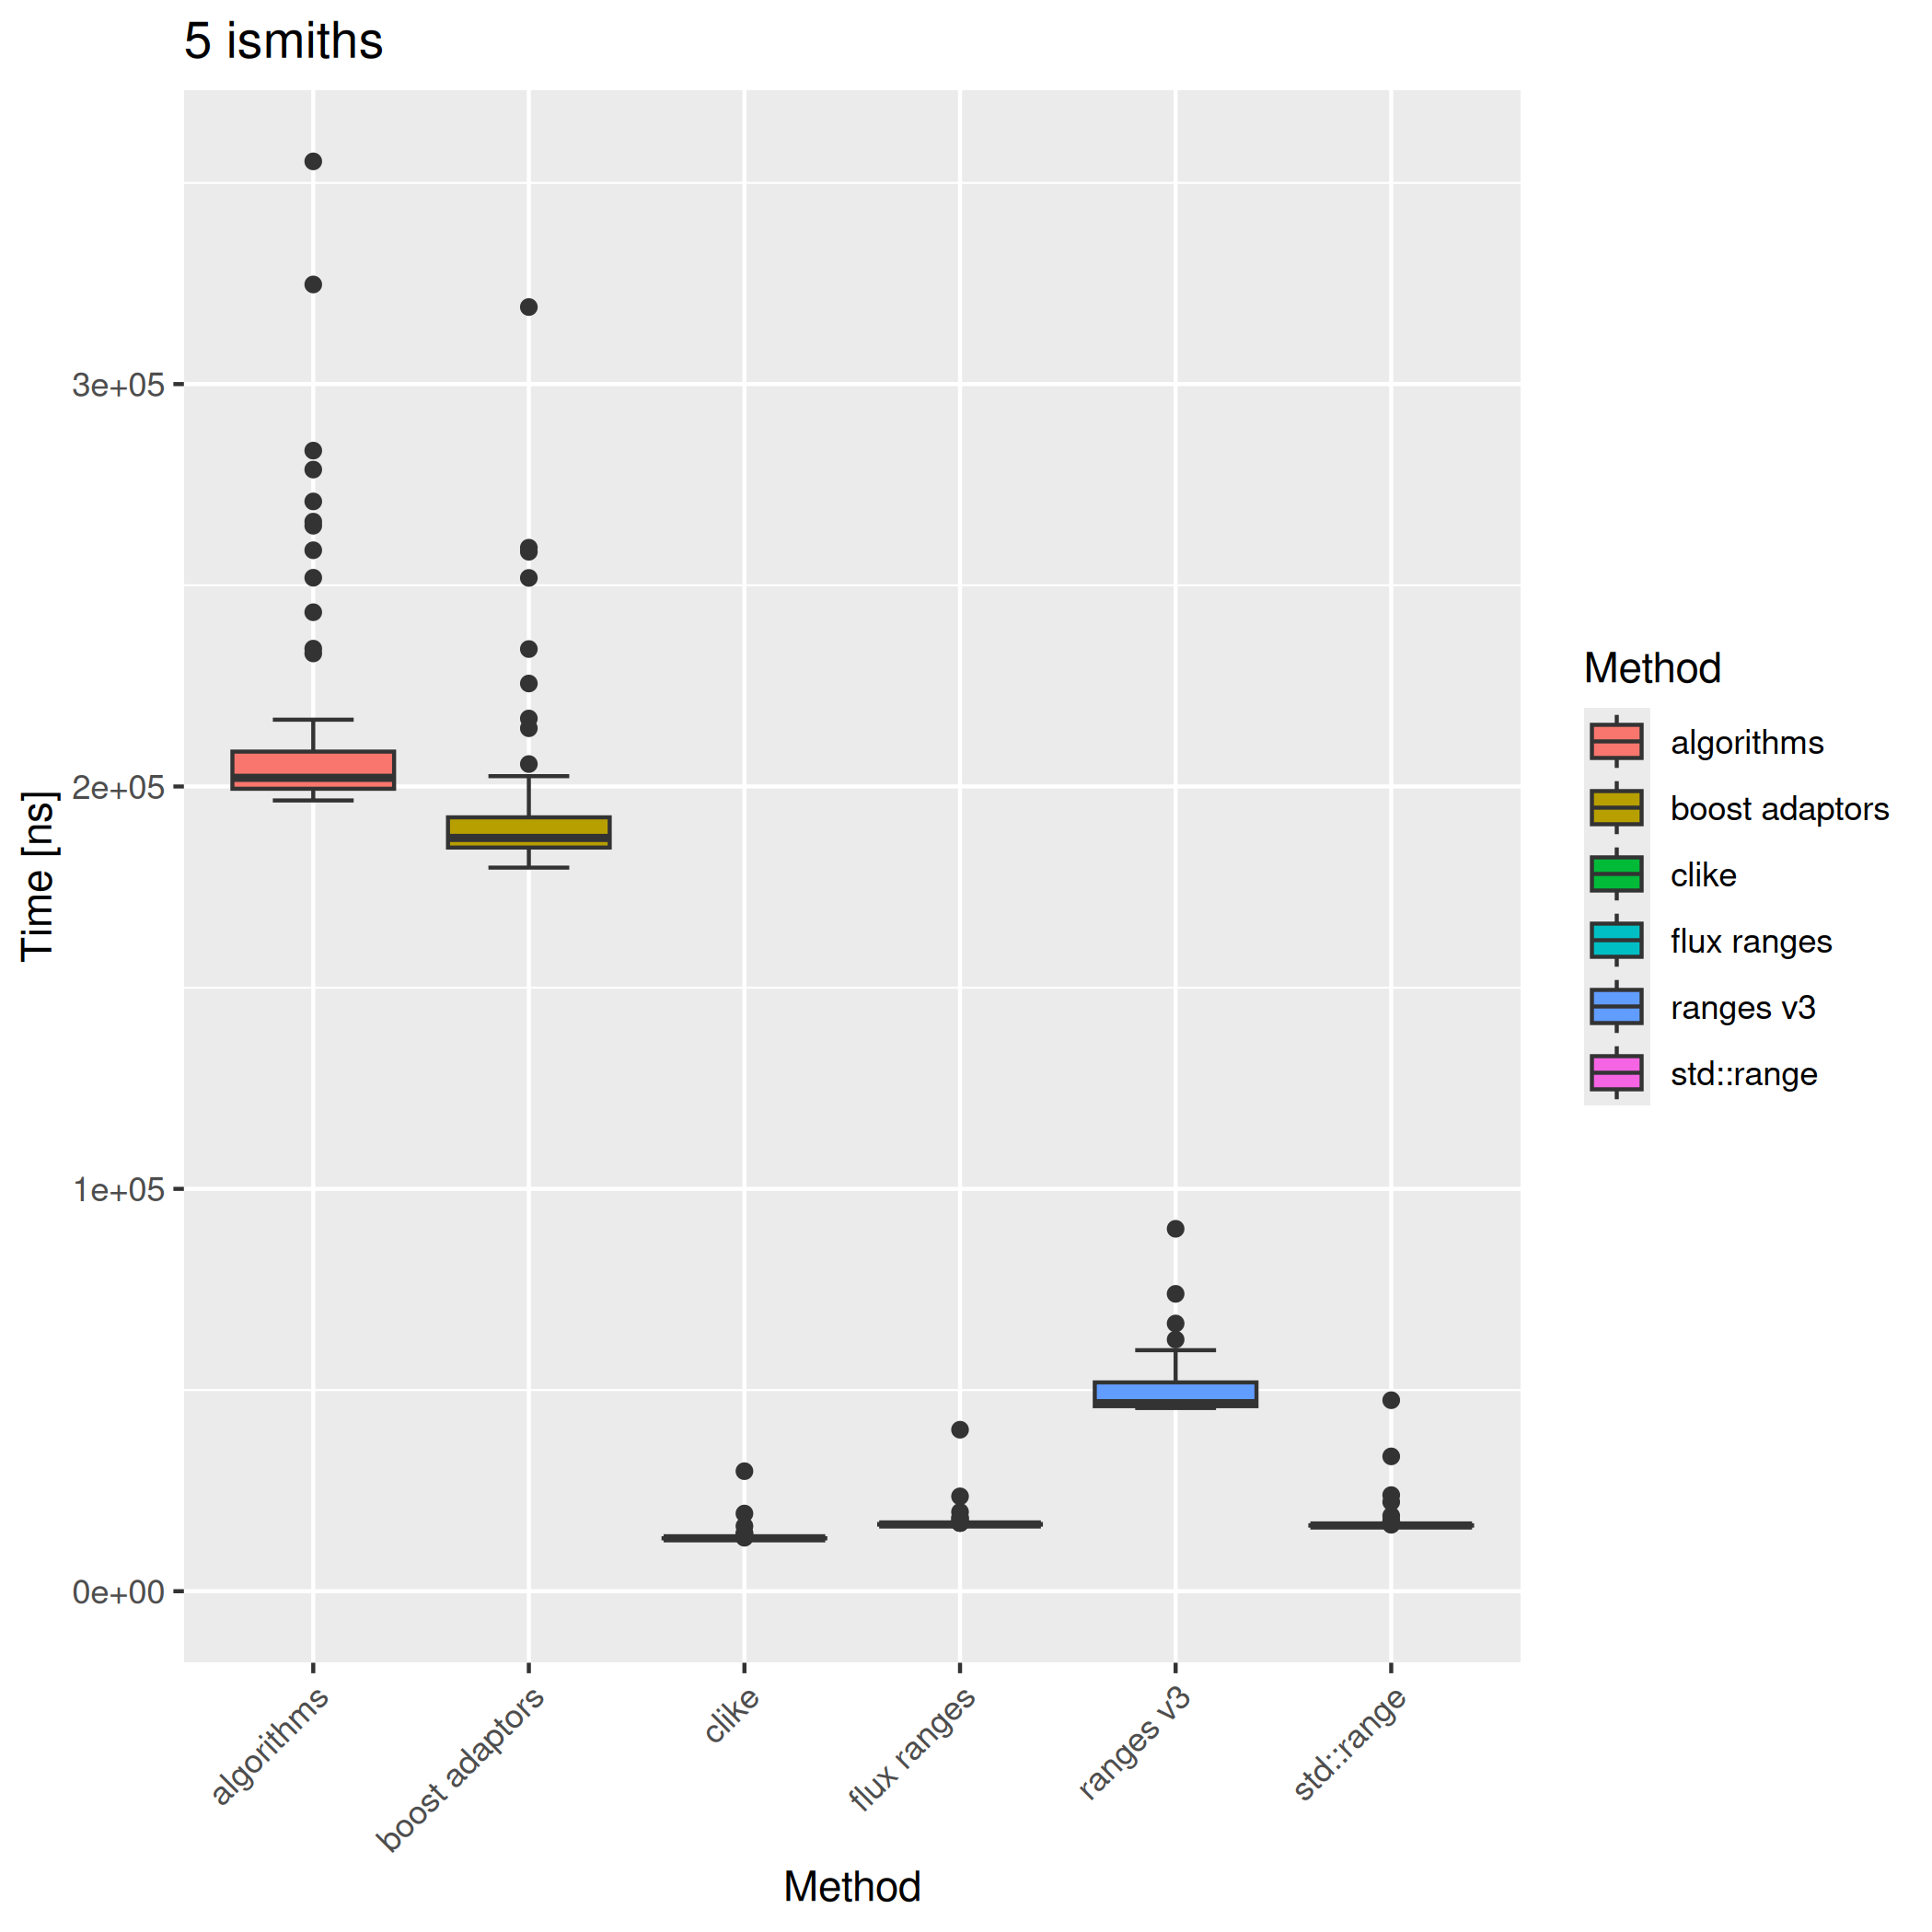 5 ismiths
Time [ns]
3e+05
2e+05
1e+05
0e+00
algorithms
boost adaptors
clike
flux ranges
ranges v3
std::range
Method
Method
algorithms
boost adaptors
clike
flux ranges
ranges v3
std::range